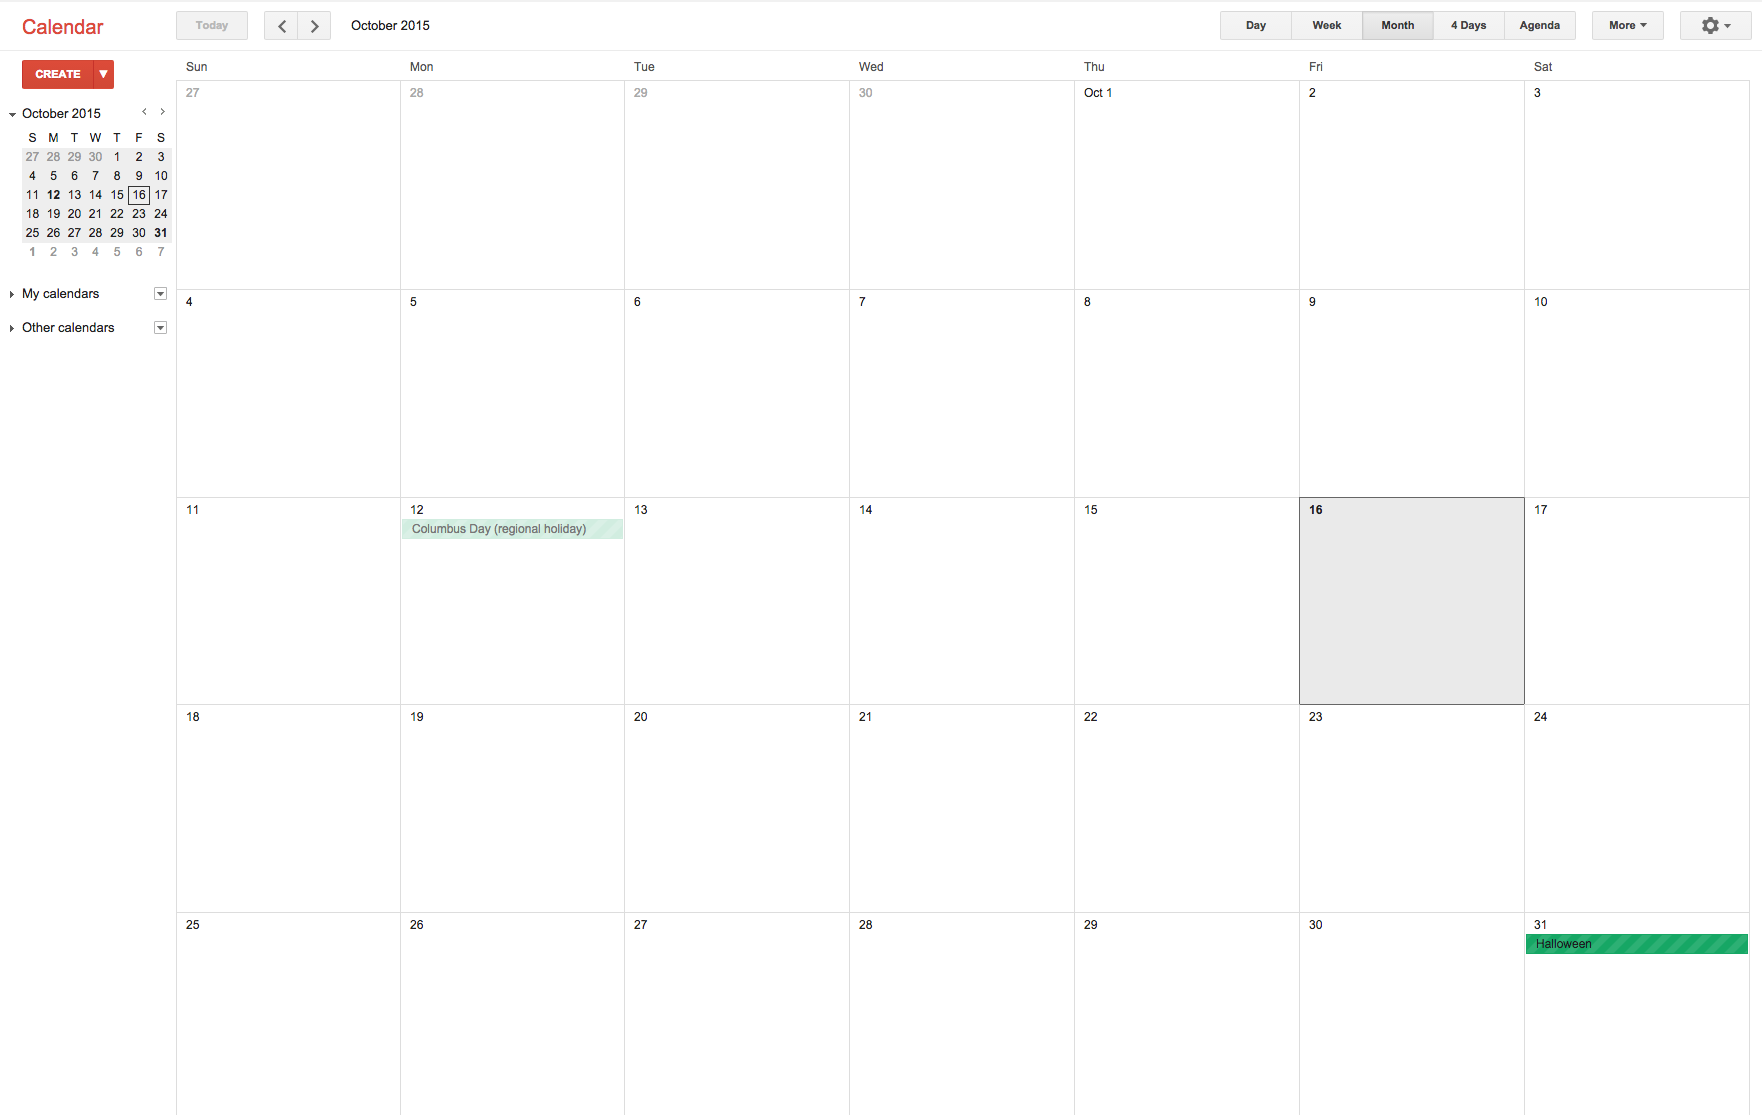 Calendar Today October 2015 Day Week Month 4 Days Agenda More
CREATE
October 2015
S M T W T F S
27 28 29 30 1 2 3
4 5 6 7 8 9 10
11 12 13 14 15 16 17
18 19 20 21 22 23 24
25 26 27 28 29 30 31
1 2 3 4 5 6 7
My calendars
Other calendars
Sun Mon Tue Wed Thu Fri Sat
27 28 29 30 Oct 1 2 3
4 5 6 7 8 9 10
11 12 13 14 15 16 17
Columbus Day (regional holiday)
18 19 20 21 22 23 24
25 26 27 28 29 30 31
Halloween